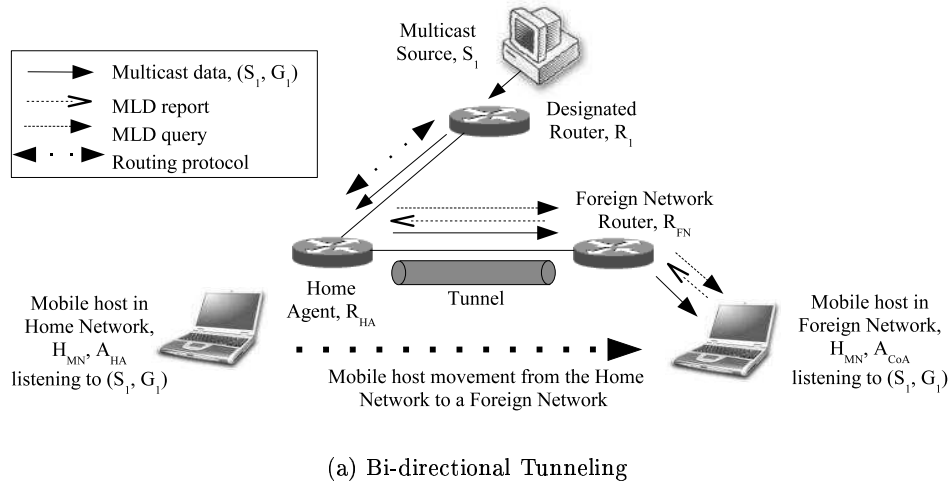 Multicast
Source, S1
Multicast data, (S1, G1)
MLD report
MLD query
Routing protocol
Designated
Router, R1
Foreign Network
Router, RFN
Home
Agent, RHA
Tunnel
Mobile host in
Home Network,
HMN, AHA
listening to (S1, G1)
Mobile host movement from the Home
Network to a Foreign Network
Mobile host in
Foreign Network,
HMN, ACoA
listening to (S1, G1)
(a) Bi-directional Tunneling